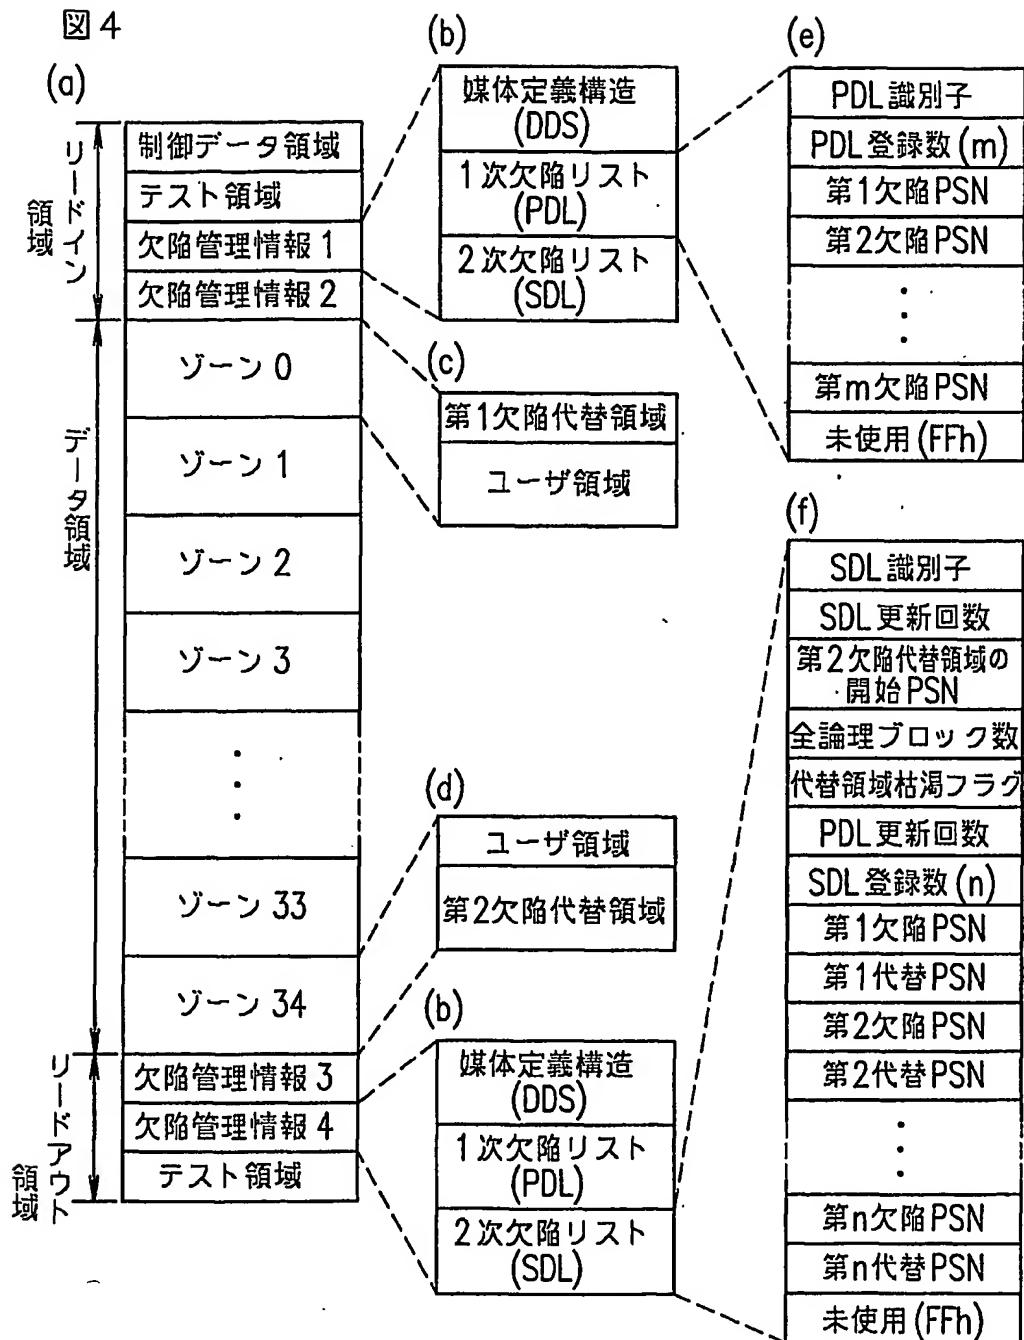 図4
(a)
リードイン
領域
制御データ領域
テスト領域
欠陥管理情報1
欠陥管理情報2
データ領域
ゾーン0
ゾーン1
ゾーン2
ゾーン3
ゾーン33
ゾーン34
リードアウト
領域
欠陥管理情報3
欠陥管理情報4
テスト領域
(b)
媒体定義構造
(DDS)
1次欠陥リスト
(PDL)
2次欠陥リスト
(SDL)
(c)
第1欠陥代替領域
ユーザ領域
(d)
ユーザ領域
第2欠陥代替領域
(b)
媒体定義構造
(DDS)
1次欠陥リスト
(PDL)
2次欠陥リスト
(SDL)
(e)
PDL識別子
PDL登録数(m)
第1欠陥PSN
第2欠陥PSN
第m欠陥PSN
未使用(FFh)
(f)
SDL識別子
SDL更新回数
第2欠陥代替領域の
開始PSN
全論理ブロック数
代替領域枯渇フラグ
PDL更新回数
SDL登録数(n)
第1欠陥PSN
第1代替PSN
第2欠陥PSN
第2代替PSN
第n欠陥PSN
第n代替PSN
未使用(FFh)